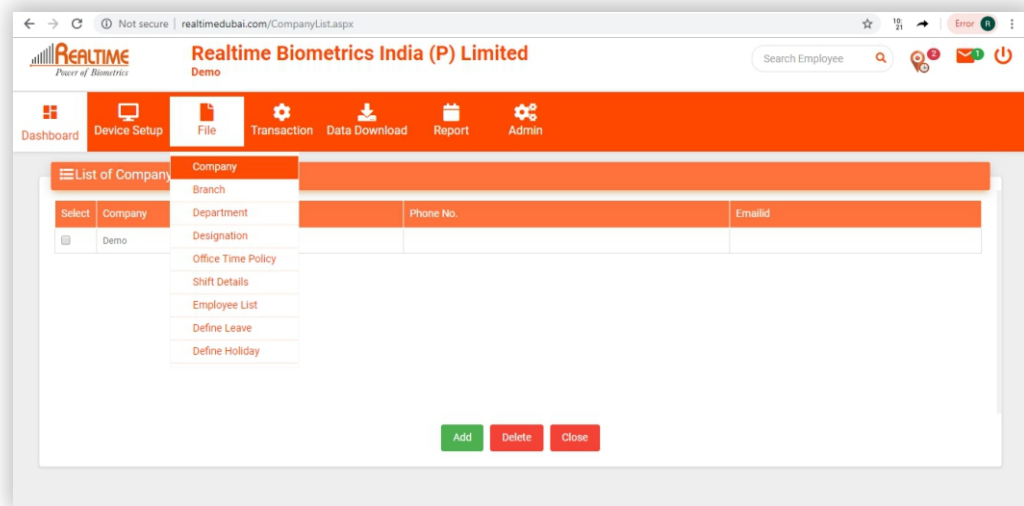 Not secure | realtimedubai.com/CompanyList.aspx
Error R
REALTIME
Power of Biometrics
Realtime Biometrics India (P) Limited
Demo
Search Employee
2
1
Dashboard
Device Setup
File
Transaction
Data Download
Report
Admin
List of Company
Company
Branch
Department
Designation
Office Time Policy
Shift Details
Employee List
Define Leave
Define Holiday
Select Company Phone No. Emailid
Demo
Add Delete Close